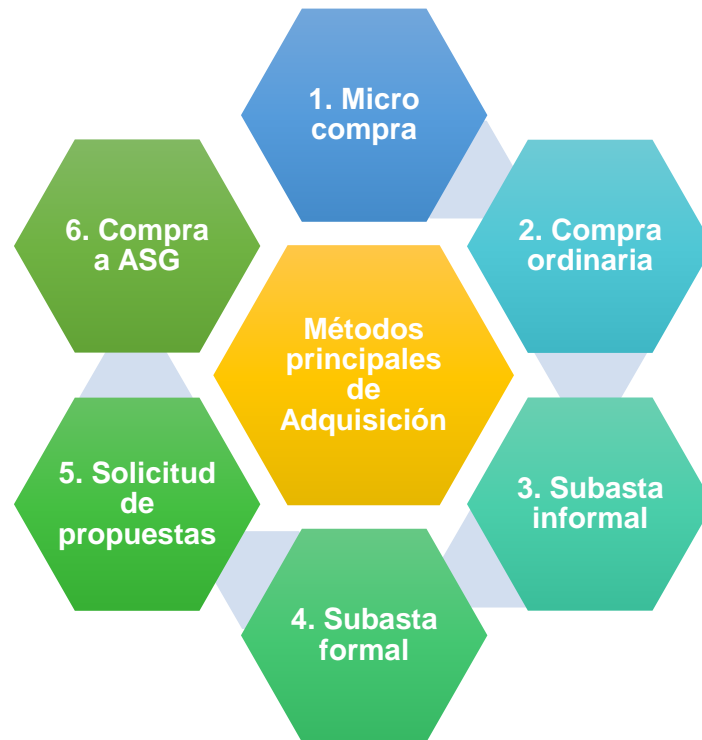 1. Micro
compra
2. Compra
ordinaria
3. Subasta
informal
4. Subasta
formal
5. Solicitud
de
propuestas
6. Compra
a ASG
Métodos
principales
de
Adquisición